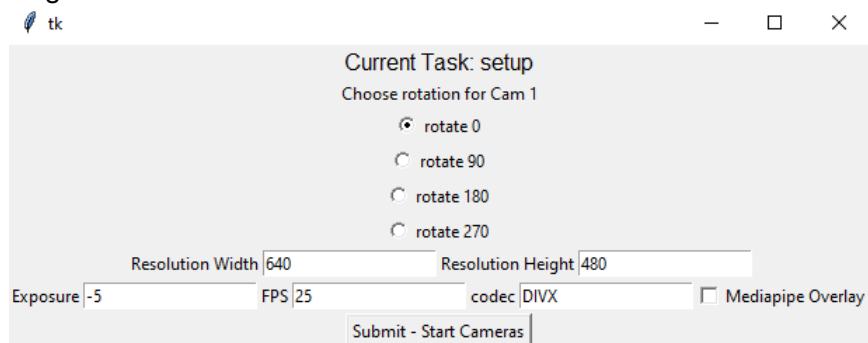 tk
Current Task: setup
Choose rotation for Cam 1
rotate 0
rotate 90
rotate 180
rotate 270
Resolution Width 640 Resolution Height 480
Exposure -5 FPS 25 codec DIVX Mediapipe Overlay
Submit - Start Cameras